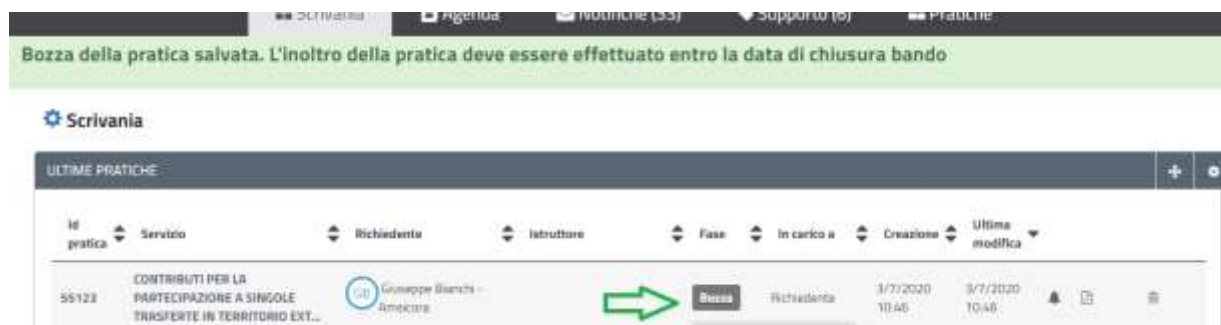 Scrivania Agenda Notifiche (53) Supporto (6) Pratiche
Bozza della pratica salvata. L'inoltro della pratica deve essere effettuato entro la data di chiusura bando
Scrivania
ULTIME PRATICHE
Id pratica Servizio Richiedente Istruttore Fase In carico a Creazione Ultima modifica
55123 CONTRIBUTI PER LA PARTECIPAZIONE A SINGOLE TRASFERTE IN TERRITORIO EXT... GB Giuseppe Bianchi - Bozza Richiedente 3/7/2020 10:46 3/7/2020 10:46